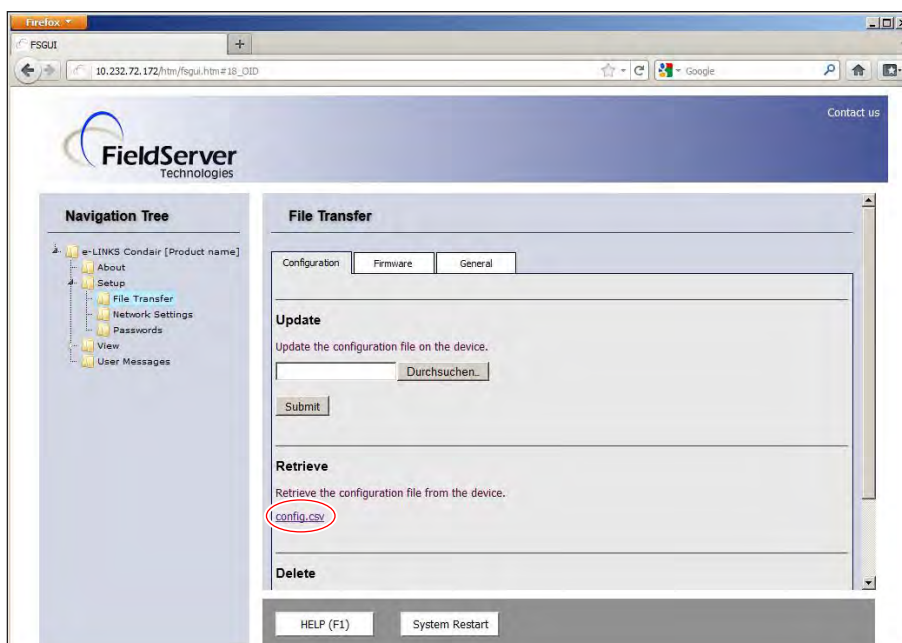 Firefox
FSGUI
+
10.232.72.172/htm/fsgui.htm#18_OID
Google
Contact us
FieldServer
Technologies
Navigation Tree
e-LINKS Condair [Product name]
About
Setup
File Transfer
Network Settings
Passwords
View
User Messages
File Transfer
Configuration
Firmware
General
Update
Update the configuration file on the device.
Durchsuchen...
Submit
Retrieve
Retrieve the configuration file from the device.
config.csv
Delete
HELP (F1)
System Restart